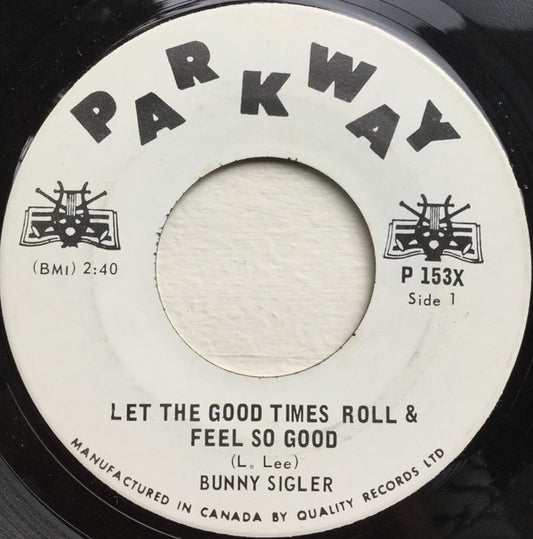 PARKWAY
(BMI) 2:40
P 153X
Side 1
LET THE GOOD TIMES ROLL &
FEEL SO GOOD
(L. Lee)
BUNNY SIGLER
MANUFACTURED IN CANADA BY QUALITY RECORDS LTD